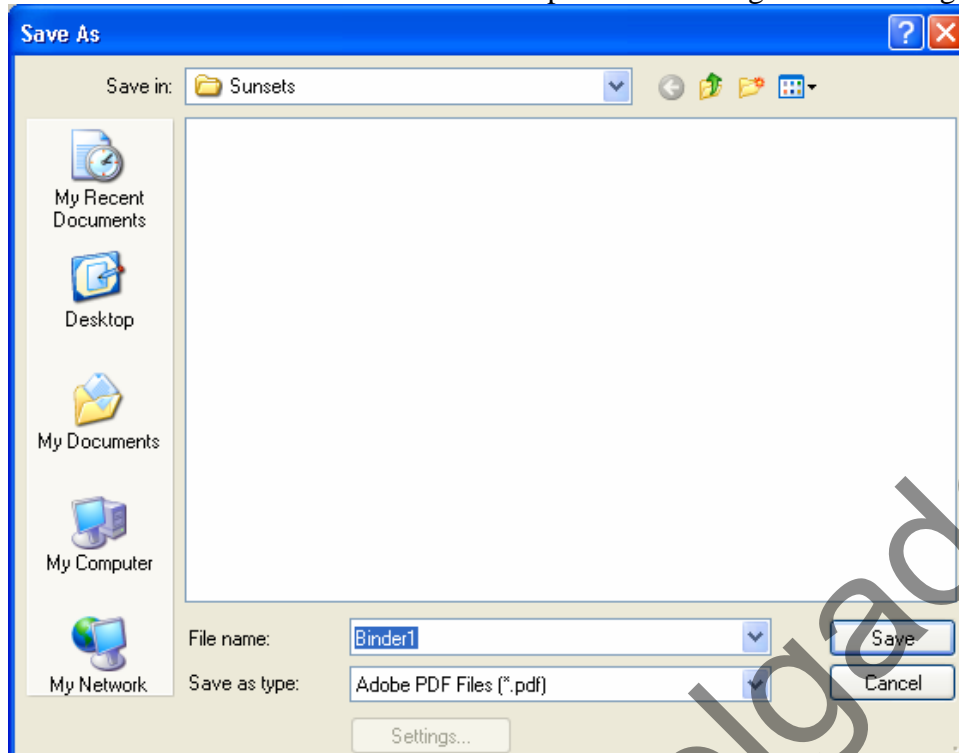 Save As
Save in: Sunsets
My Recent
Documents
Desktop
My Documents
My Computer
My Network
File name: Binder1
Save as type: Adobe PDF Files (*.pdf)
Save
Cancel
Settings...